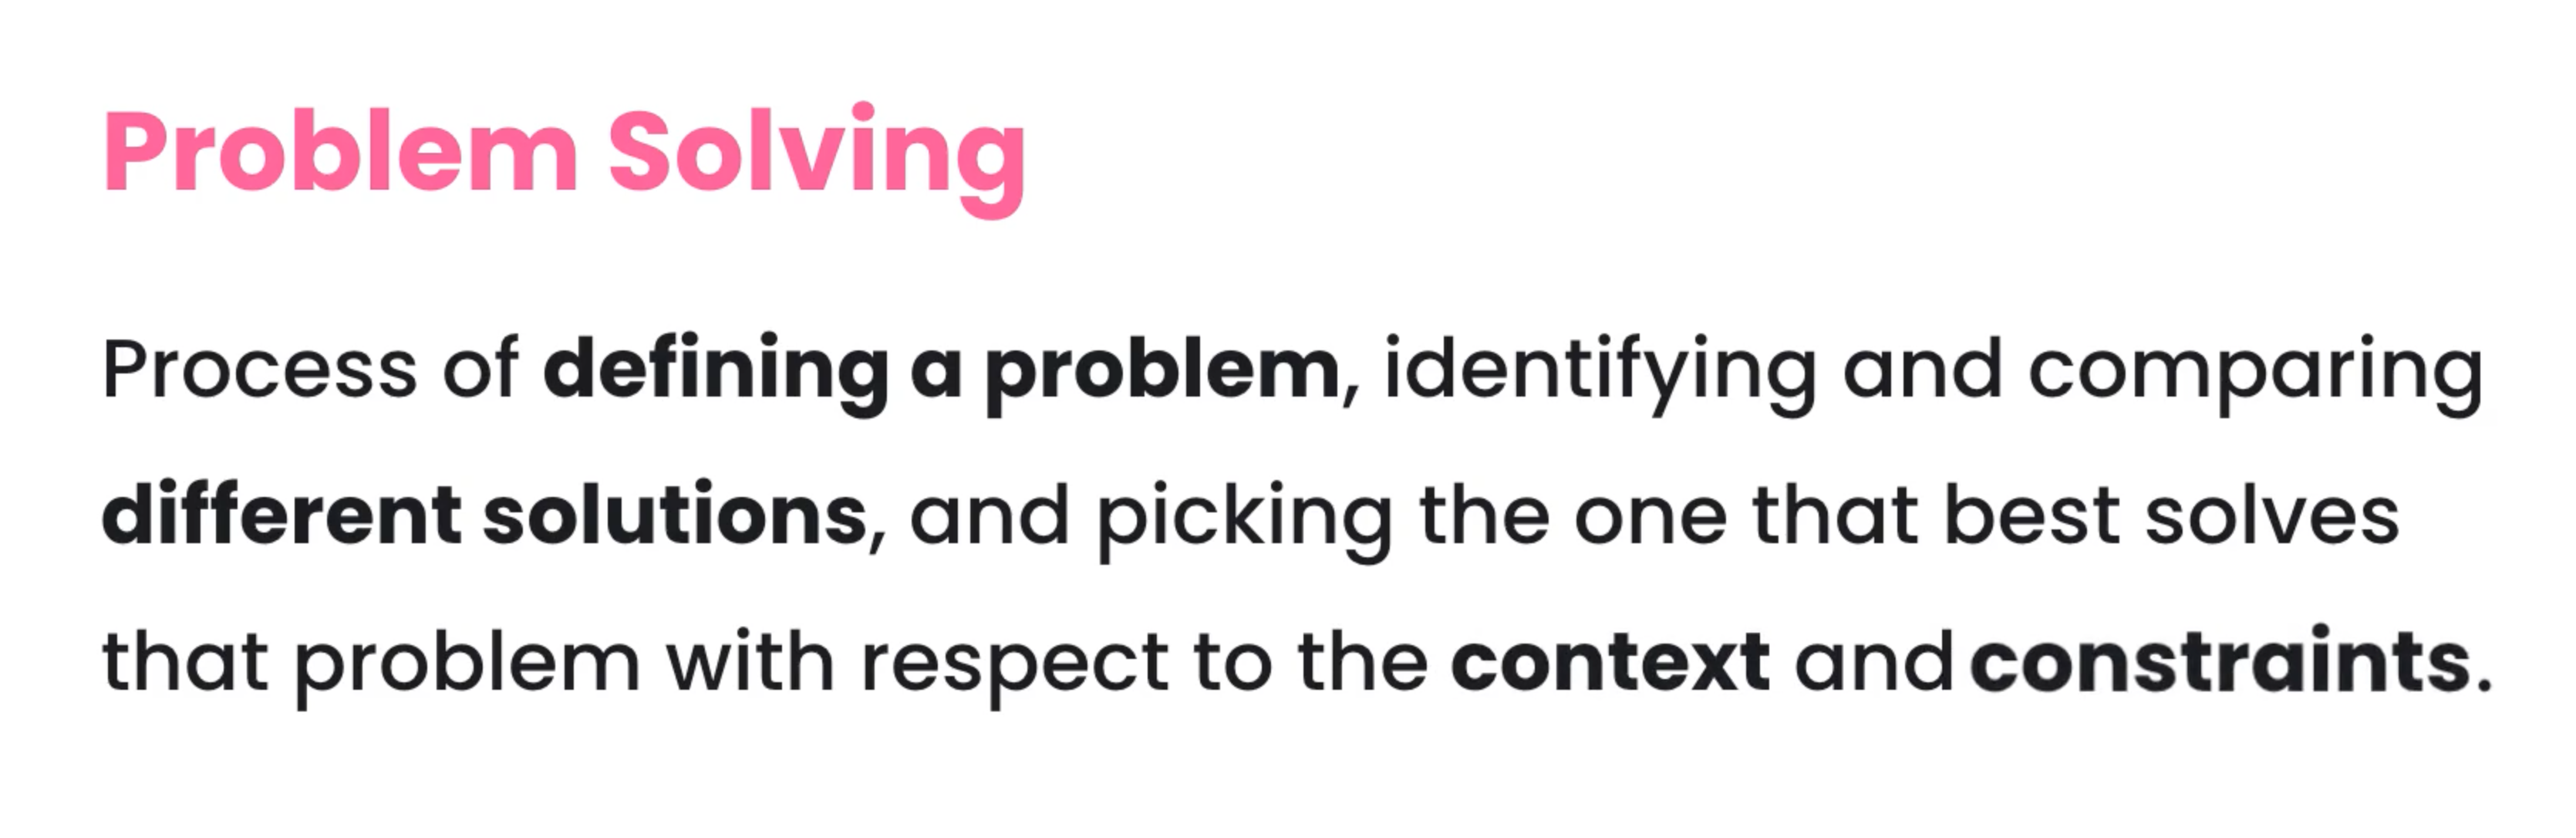 Problem Solving
Process of defining a problem, identifying and comparing
different solutions, and picking the one that best solves
that problem with respect to the context and constraints.